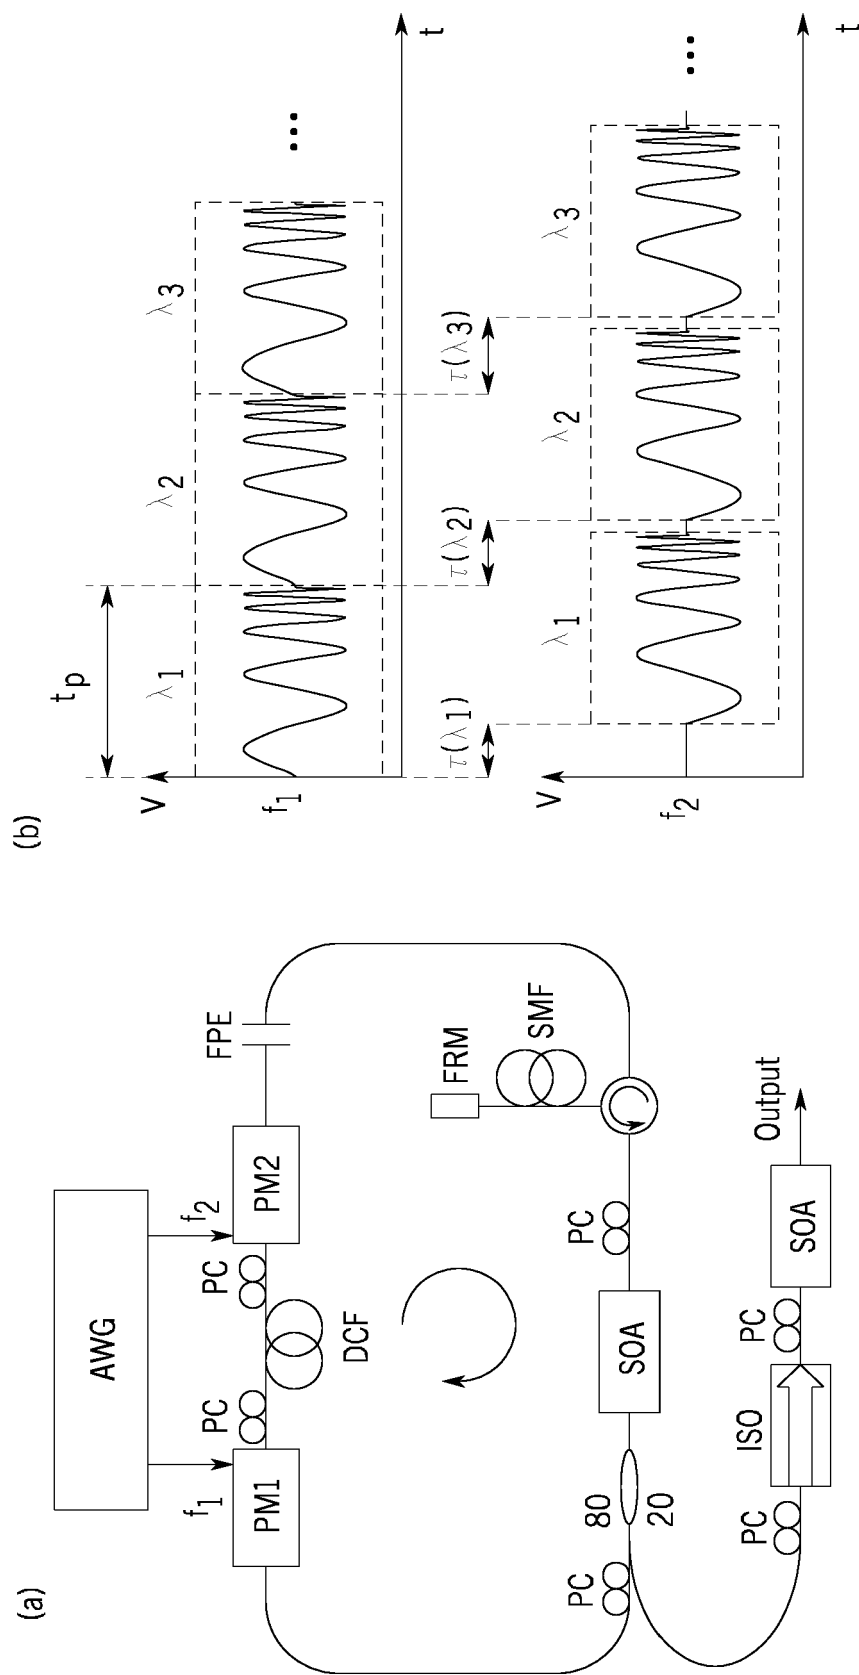 (a)
AWG
f1
f2
PM1
PC
DCF
PC
PM2
FPE
FRM
SMF
PC
80
20
SOA
PC
PC
ISO
PC
SOA
Output
(b)
tp
λ1
λ2
λ3
...
V
f1
t
τ(λ1)
τ(λ2)
τ(λ3)
λ1
λ2
λ3
...
V
f2
t